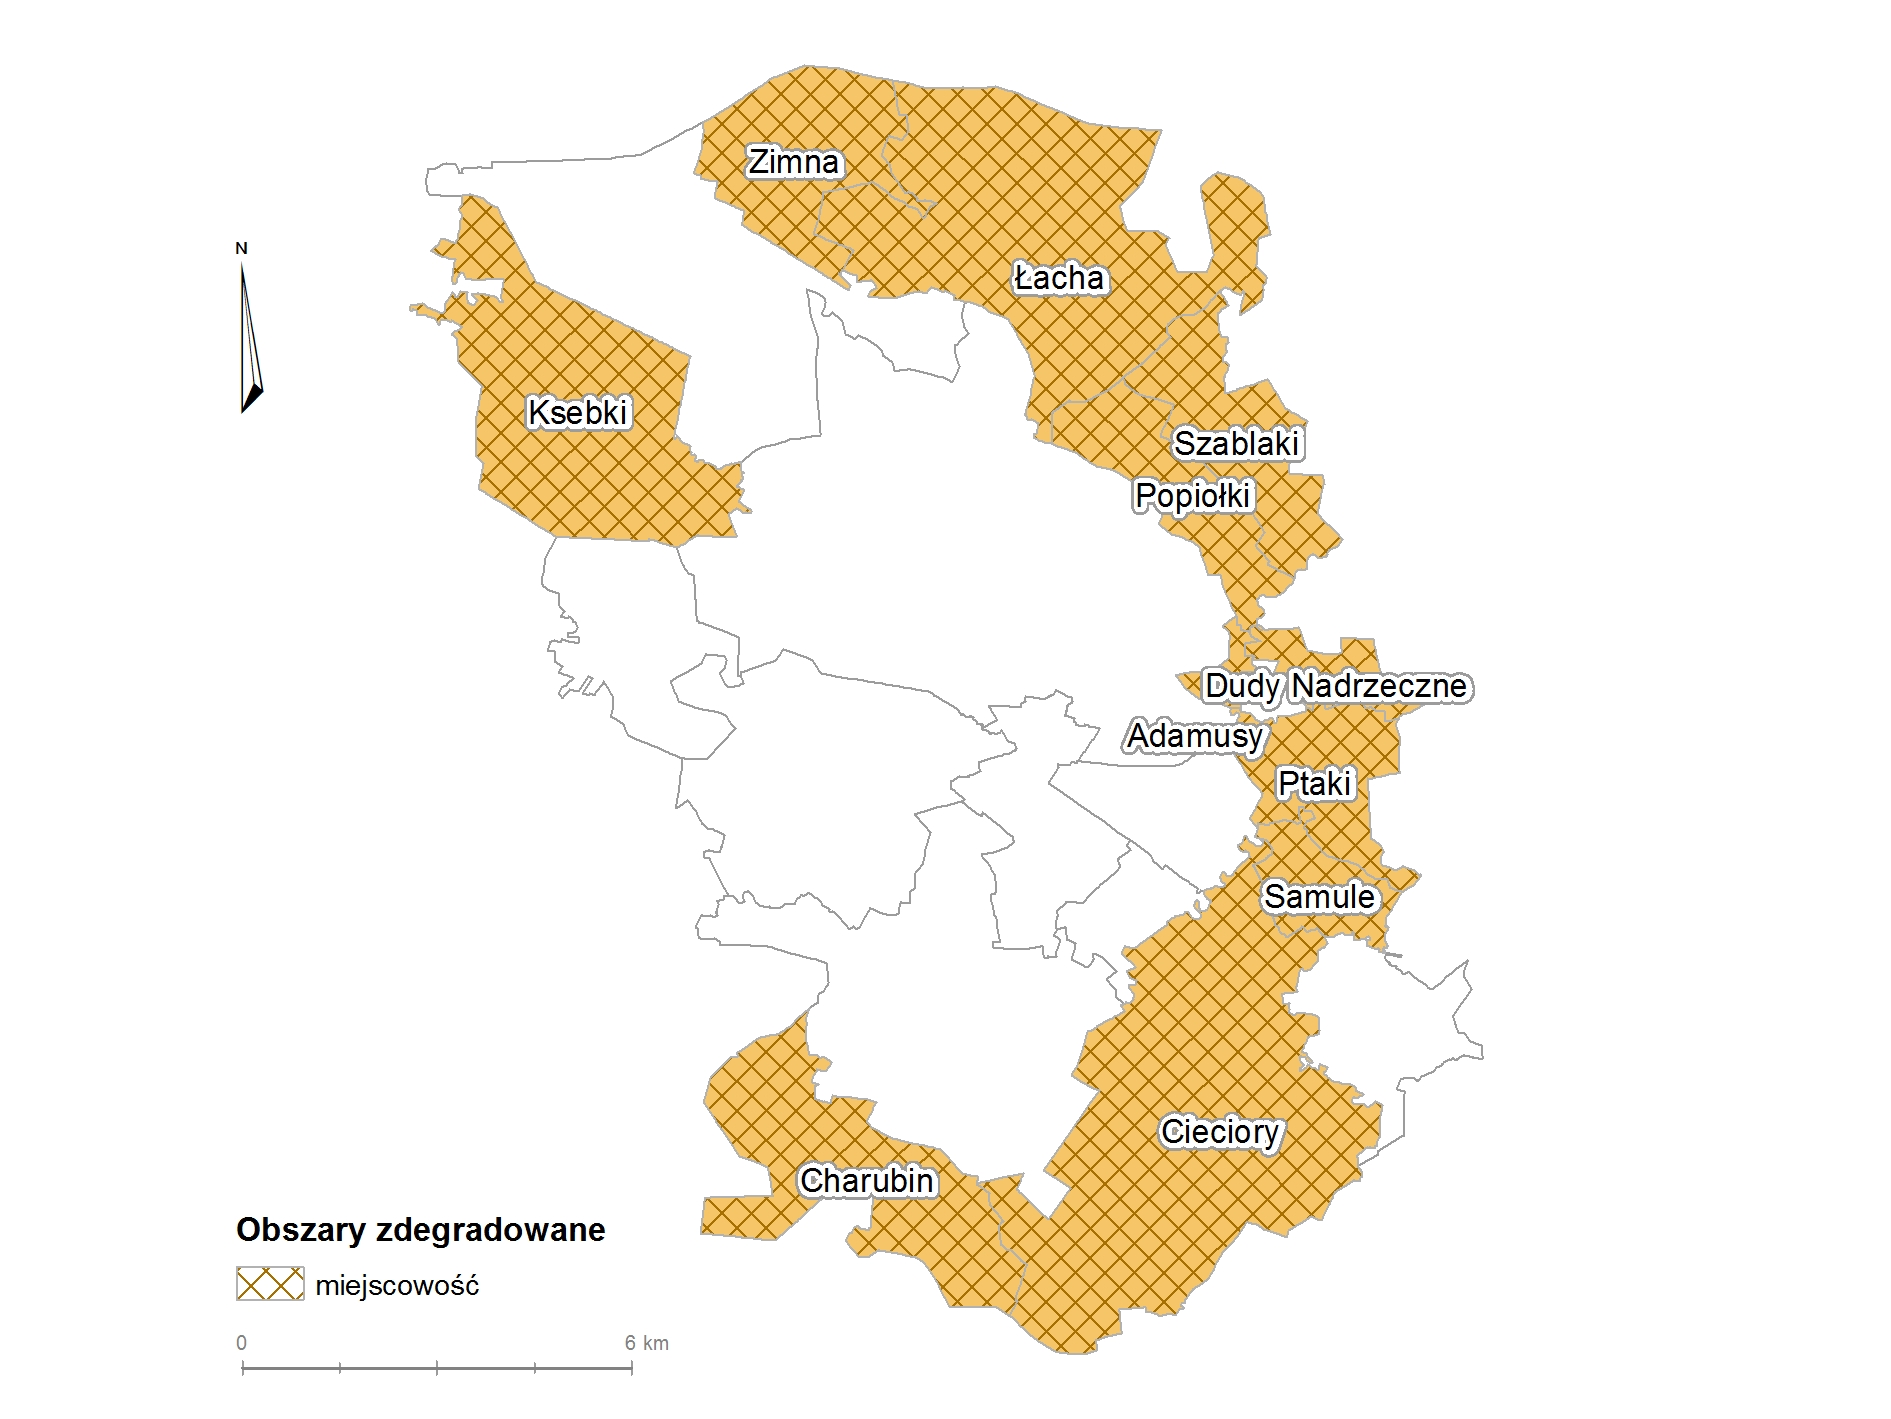 Zimna
N
Łacha
Ksebki
Szablaki
Popiołki
Dudy Nadrzeczne
Adamusy
Ptaki
Samule
Cieciory
Charubin
Obszary zdegradowane
miejscowość
0 6 km